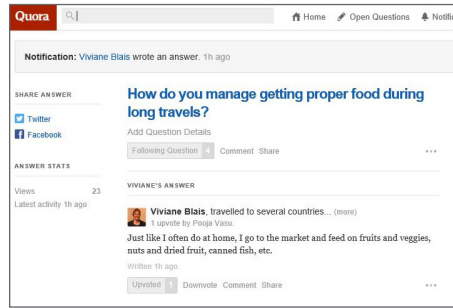 Quora
Home Open Questions Notific
Notification: Viviane Blais wrote an answer. 1h ago
SHARE ANSWER
Twitter
Facebook
ANSWER STATS
Views 23
Latest activity 1h ago
How do you manage getting proper food during
long travels?
Add Question Details
Following Question 4 Comment Share ...
VIVIANE'S ANSWER
Viviane Blais, travelled to several countries... (more)
1 upvote by Pooja Vasu.
Just like I often do at home, I go to the market and feed on fruits and veggies,
nuts and dried fruit, canned fish, etc.
Written 1h ago.
Upvoted 1 Downvote Comment Share ...